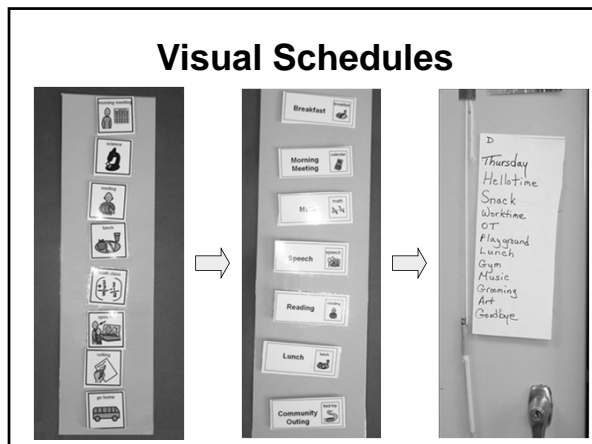 Visual Schedules
morning meeting
science
reading
lunch
math class
writing
go home
Breakfast
breakfast
Morning
Meeting
calendar
Math
math
Speech
speech
Reading
reading
Lunch
lunch
Community
Outing
field trip
D
Thursday
Hellotime
Snack
Worktime
OT
Playground
Lunch
Gym
Music
Grooming
Art
Goodbye